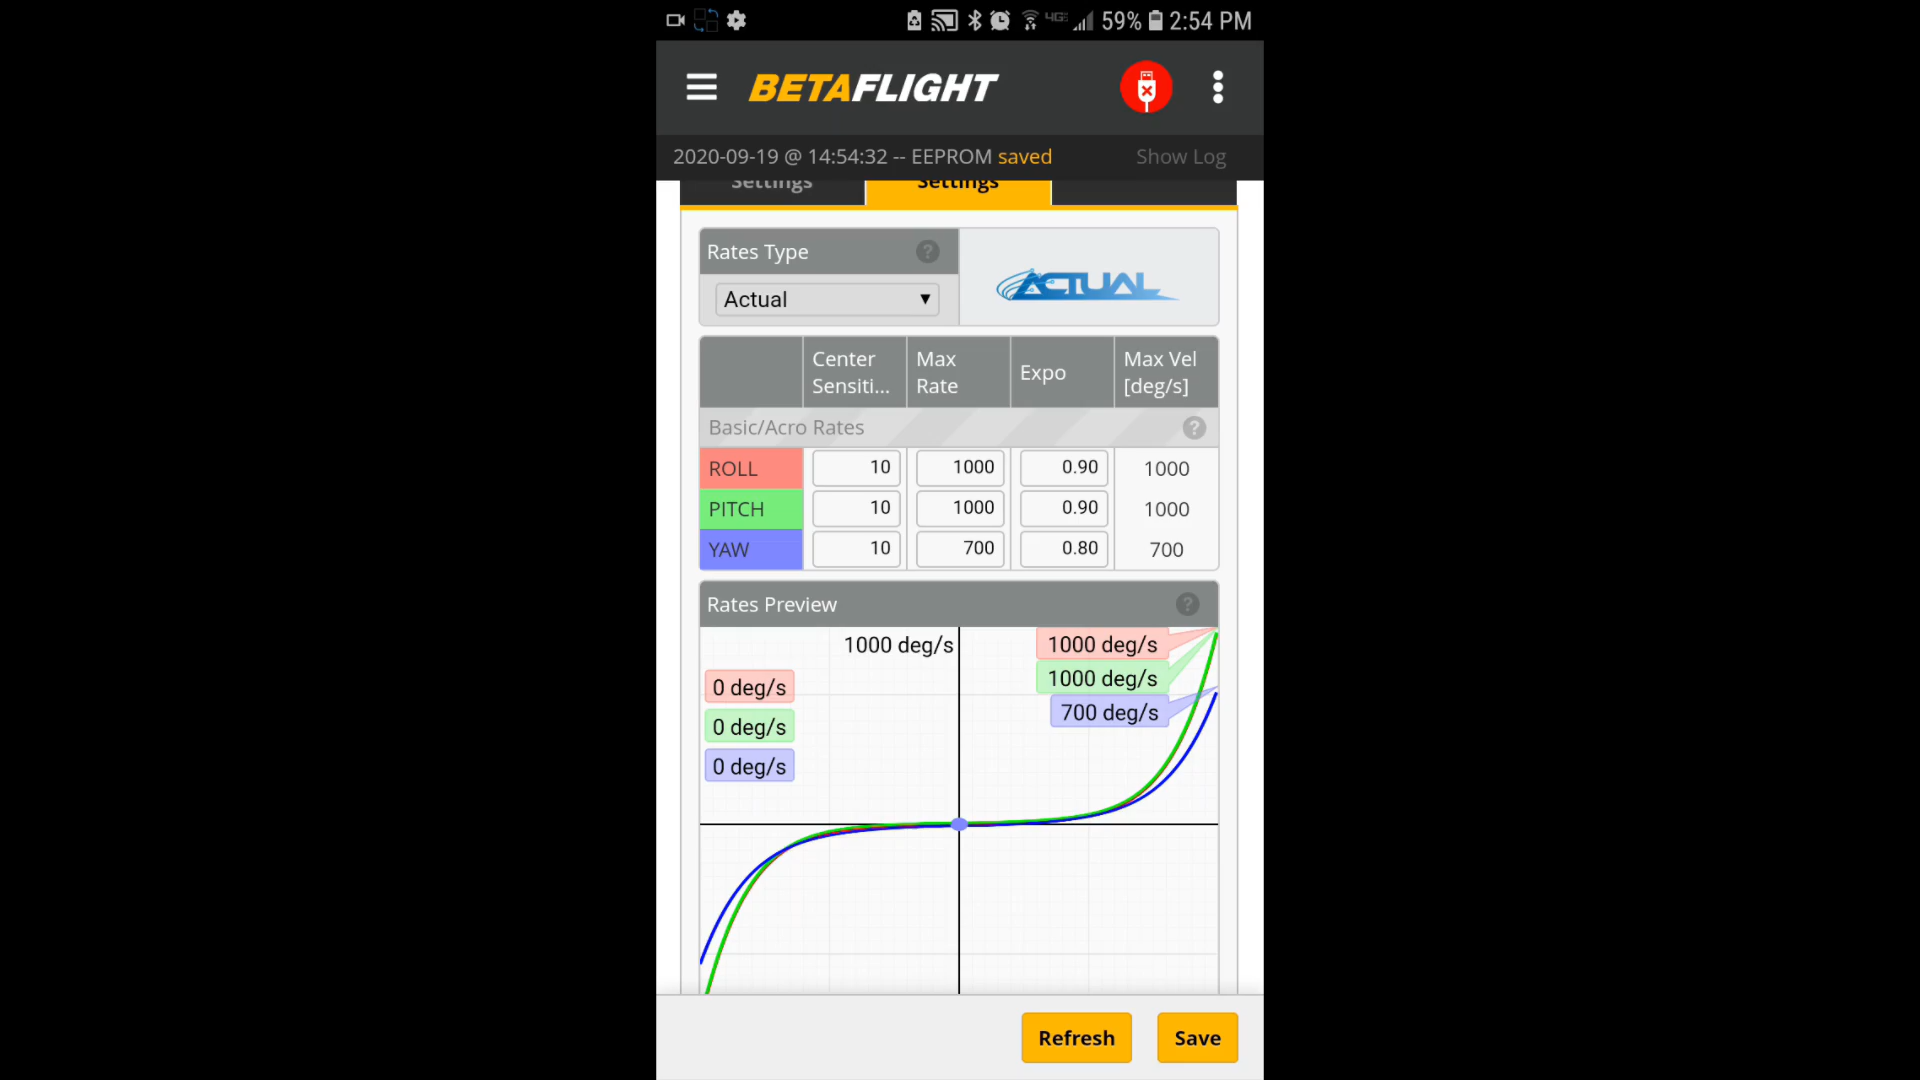 4G 59% 2:54 PM
BETAFLIGHT
2020-09-19 @ 14:54:32 -- EEPROM saved Show Log
Settings Settings
Rates Type ?
Actual ▼ ACTUAL
Center Sensiti... Max Rate Expo Max Vel [deg/s]
Basic/Acro Rates ?
ROLL 10 1000 0.90 1000
PITCH 10 1000 0.90 1000
YAW 10 700 0.80 700
Rates Preview ?
1000 deg/s 1000 deg/s
1000 deg/s
0 deg/s
700 deg/s
0 deg/s
0 deg/s
Refresh Save